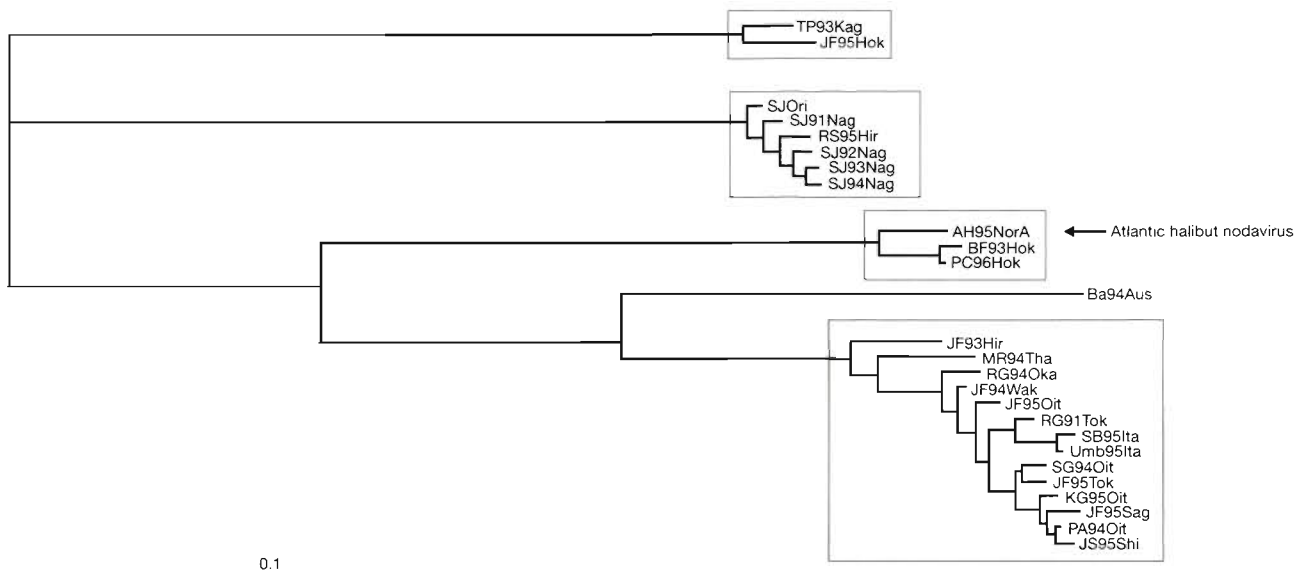 TP93Kag
JF95Hok
SJOri
SJ91Nag
RS95Hir
SJ92Nag
SJ93Nag
SJ94Nag
AH95NorA
Atlantic halibut nodavirus
BF93Hok
PC96Hok
Ba94Aus
JF93Hir
MR94Tha
RG94Oka
JF94Wak
JF95Oit
RG91Tok
SB95Ita
Umb95Ita
SG94Oit
JF95Tok
KG95Oit
JF95Sag
PA94Oit
JS95Shi
0.1